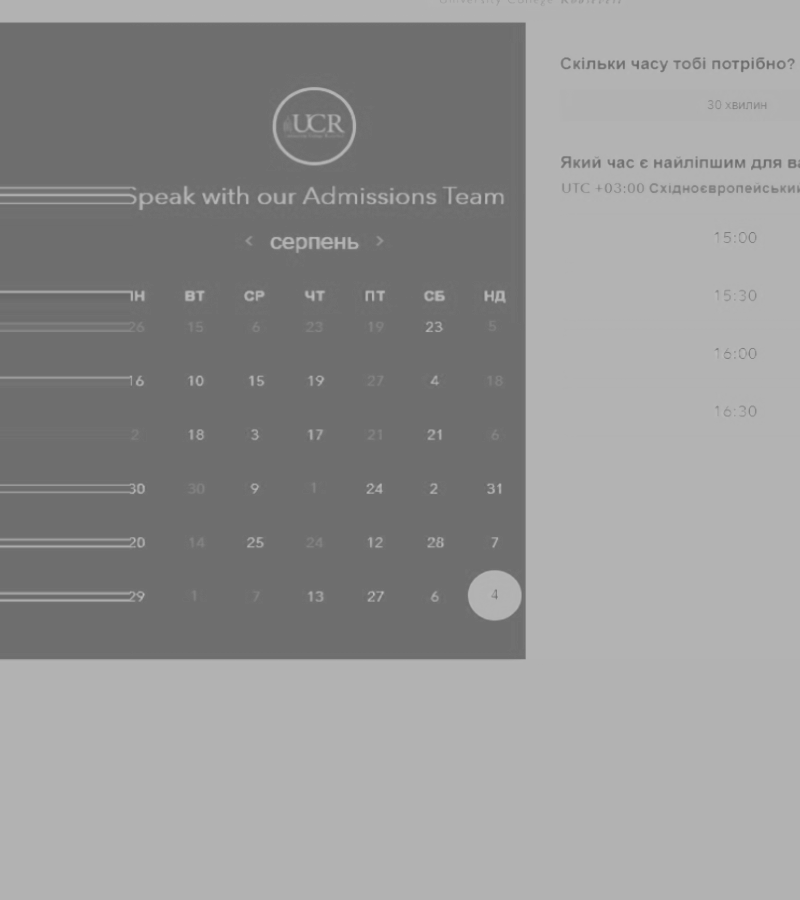 UCR
Speak with our Admissions Team
< серпень >
ПН ВТ СР ЧТ ПТ СБ НД
26 15 6 23 19 23 5
16 10 15 19 27 4 18
2 18 3 17 21 21 6
30 30 9 1 24 2 31
20 14 25 24 12 28 7
29 1 7 13 27 6 4
Скільки часу тобі потрібно?
30 хвилин
Який час є найліпшим для
UTC +03:00
15:00
15:30
16:00
16:30